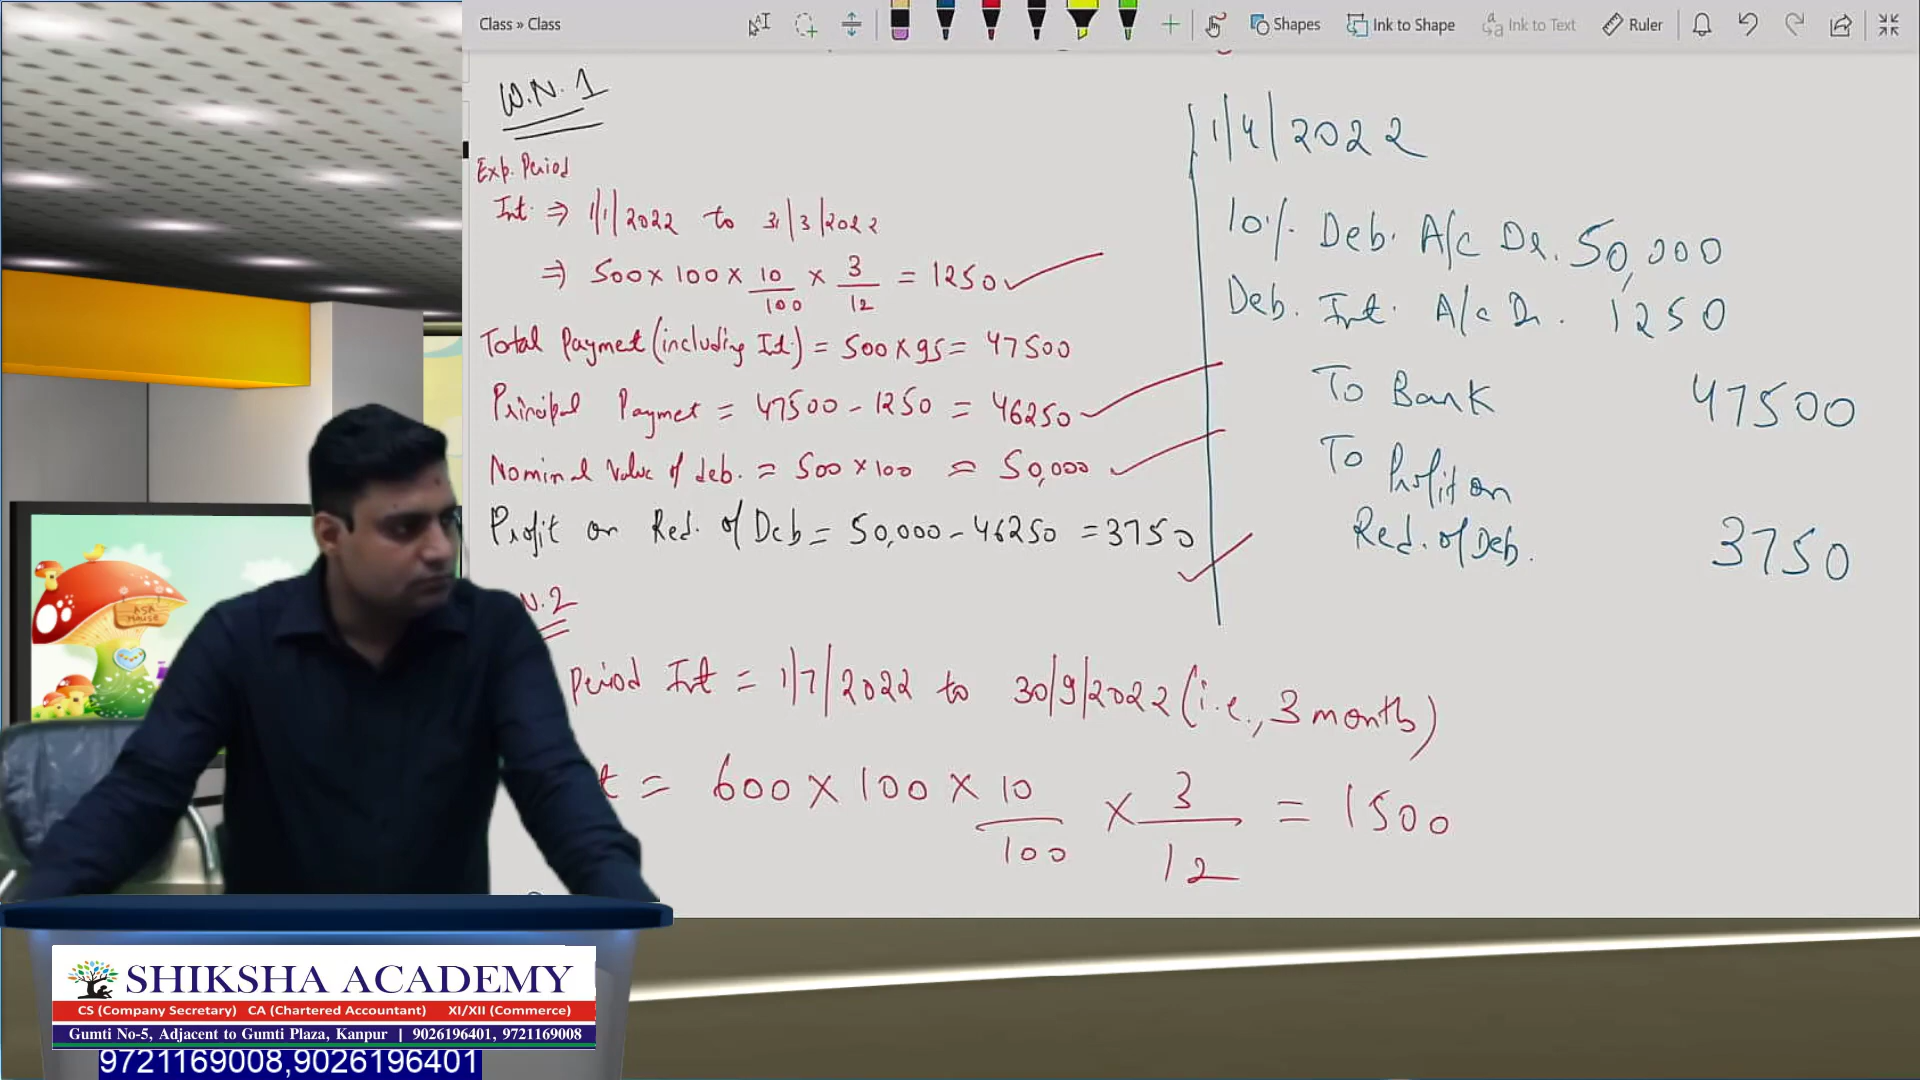 Class » Class
Shapes
Ink to Shape
Ink to Text
Ruler
W.N. 1
Exp. Period
Int. ⇒ 1/1/2022 to 31/3/2022
⇒ 500 × 100 × 10/100 × 3/12 = 1250
Total Paymet (including Int.) = 500 × 95 = 47500
Principal Paymet = 47500 - 1250 = 46250
Nominal Value of deb. = 500 × 100 = 50,000
Profit on Red. of Deb = 50,000 - 46250 = 3750
1/4/2022
10% Deb. A/c Dr. 50,000
Deb. Int. A/c Dr. 1250
To Bank 47500
To Profit on
Red. of Deb. 3750
N. 2
Period Int = 1/7/2022 to 30/9/2022 (i.e., 3 month)
t = 600 × 100 × 10/100 × 3/12 = 1500
SHIKSHA ACADEMY
CS (Company Secretary) CA (Chartered Accountant) XI/XII (Commerce)
Gumti No-5, Adjacent to Gumti Plaza, Kanpur | 9026196401, 9721169008
9721169008,9026196401